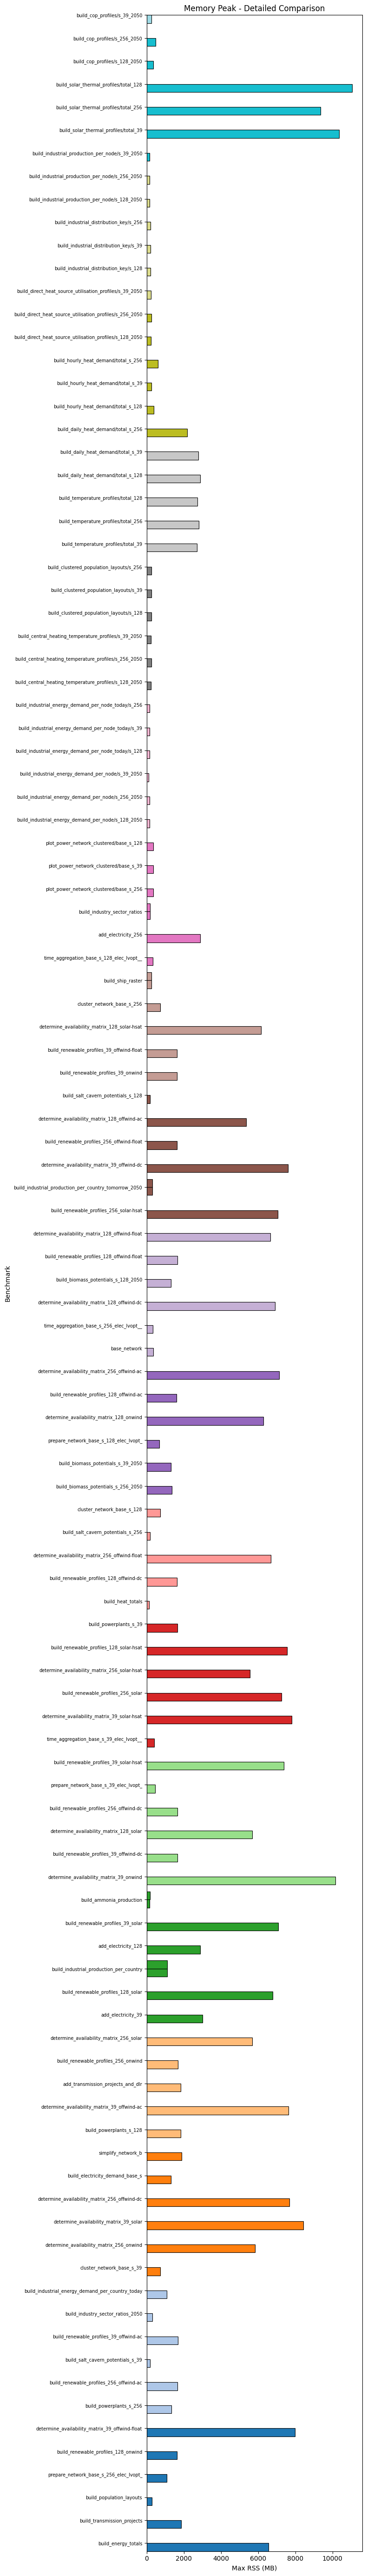 Memory Peak - Detailed Comparison
build_cop_profiles/s_39_2050
build_cop_profiles/s_256_2050
build_cop_profiles/s_128_2050
build_solar_thermal_profiles/total_128
build_solar_thermal_profiles/total_256
build_solar_thermal_profiles/total_39
build_industrial_production_per_node/s_39_2050
build_industrial_production_per_node/s_256_2050
build_industrial_production_per_node/s_128_2050
build_industrial_distribution_key/s_256
build_industrial_distribution_key/s_39
build_industrial_distribution_key/s_128
build_direct_heat_source_utilisation_profiles/s_39_2050
build_direct_heat_source_utilisation_profiles/s_256_2050
build_direct_heat_source_utilisation_profiles/s_128_2050
build_hourly_heat_demand/total_s_256
build_hourly_heat_demand/total_s_39
build_hourly_heat_demand/total_s_128
build_daily_heat_demand/total_s_256
build_daily_heat_demand/total_s_39
build_daily_heat_demand/total_s_128
build_temperature_profiles/total_128
build_temperature_profiles/total_256
build_temperature_profiles/total_39
build_clustered_population_layouts/s_256
build_clustered_population_layouts/s_39
build_clustered_population_layouts/s_128
build_central_heating_temperature_profiles/s_39_2050
build_central_heating_temperature_profiles/s_256_2050
build_central_heating_temperature_profiles/s_128_2050
build_industrial_energy_demand_per_node_today/s_256
build_industrial_energy_demand_per_node_today/s_39
build_industrial_energy_demand_per_node_today/s_128
build_industrial_energy_demand_per_node/s_39_2050
build_industrial_energy_demand_per_node/s_256_2050
build_industrial_energy_demand_per_node/s_128_2050
plot_power_network_clustered/base_s_128
plot_power_network_clustered/base_s_39
plot_power_network_clustered/base_s_256
build_industry_sector_ratios
add_electricity_256
time_aggregation_base_s_128_elec_lvopt__
build_ship_raster
cluster_network_base_s_256
determine_availability_matrix_128_solar-hsat
build_renewable_profiles_39_offwind-float
build_renewable_profiles_39_onwind
build_salt_cavern_potentials_s_128
determine_availability_matrix_128_offwind-ac
build_renewable_profiles_256_offwind-float
determine_availability_matrix_39_offwind-dc
build_industrial_production_per_country_tomorrow_2050
build_renewable_profiles_256_solar-hsat
determine_availability_matrix_128_offwind-float
build_renewable_profiles_128_offwind-float
build_biomass_potentials_s_128_2050
determine_availability_matrix_128_offwind-dc
time_aggregation_base_s_256_elec_lvopt__
base_network
determine_availability_matrix_256_offwind-ac
build_renewable_profiles_128_offwind-ac
determine_availability_matrix_128_onwind
prepare_network_base_s_128_elec_lvopt_
build_biomass_potentials_s_39_2050
build_biomass_potentials_s_256_2050
cluster_network_base_s_128
build_salt_cavern_potentials_s_256
determine_availability_matrix_256_offwind-float
build_renewable_profiles_128_offwind-dc
build_heat_totals
build_powerplants_s_39
build_renewable_profiles_128_solar-hsat
determine_availability_matrix_256_solar-hsat
build_renewable_profiles_256_solar
determine_availability_matrix_39_solar-hsat
time_aggregation_base_s_39_elec_lvopt__
build_renewable_profiles_39_solar-hsat
prepare_network_base_s_39_elec_lvopt_
build_renewable_profiles_256_offwind-dc
determine_availability_matrix_128_solar
build_renewable_profiles_39_offwind-dc
determine_availability_matrix_39_onwind
build_ammonia_production
build_renewable_profiles_39_solar
add_electricity_128
build_industrial_production_per_country
build_renewable_profiles_128_solar
add_electricity_39
determine_availability_matrix_256_solar
build_renewable_profiles_256_onwind
add_transmission_projects_and_dlr
determine_availability_matrix_39_offwind-ac
build_powerplants_s_128
simplify_network_b
build_electricity_demand_base_s
determine_availability_matrix_256_offwind-dc
determine_availability_matrix_39_solar
determine_availability_matrix_256_onwind
cluster_network_base_s_39
build_industrial_energy_demand_per_country_today
build_industry_sector_ratios_2050
build_renewable_profiles_39_offwind-ac
build_salt_cavern_potentials_s_39
build_renewable_profiles_256_offwind-ac
build_powerplants_s_256
determine_availability_matrix_39_offwind-float
build_renewable_profiles_128_onwind
prepare_network_base_s_256_elec_lvopt_
build_population_layouts
build_transmission_projects
build_energy_totals
Benchmark
0 2000 4000 6000 8000 10000
Max RSS (MB)